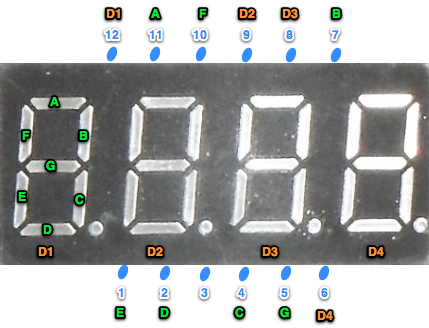 D1 A F D2 D3 B
12 11 10 9 8 7
A
F B
G
E C
D
D1 D2 D3 D4
1 2 3 4 5 6
E D C G D4